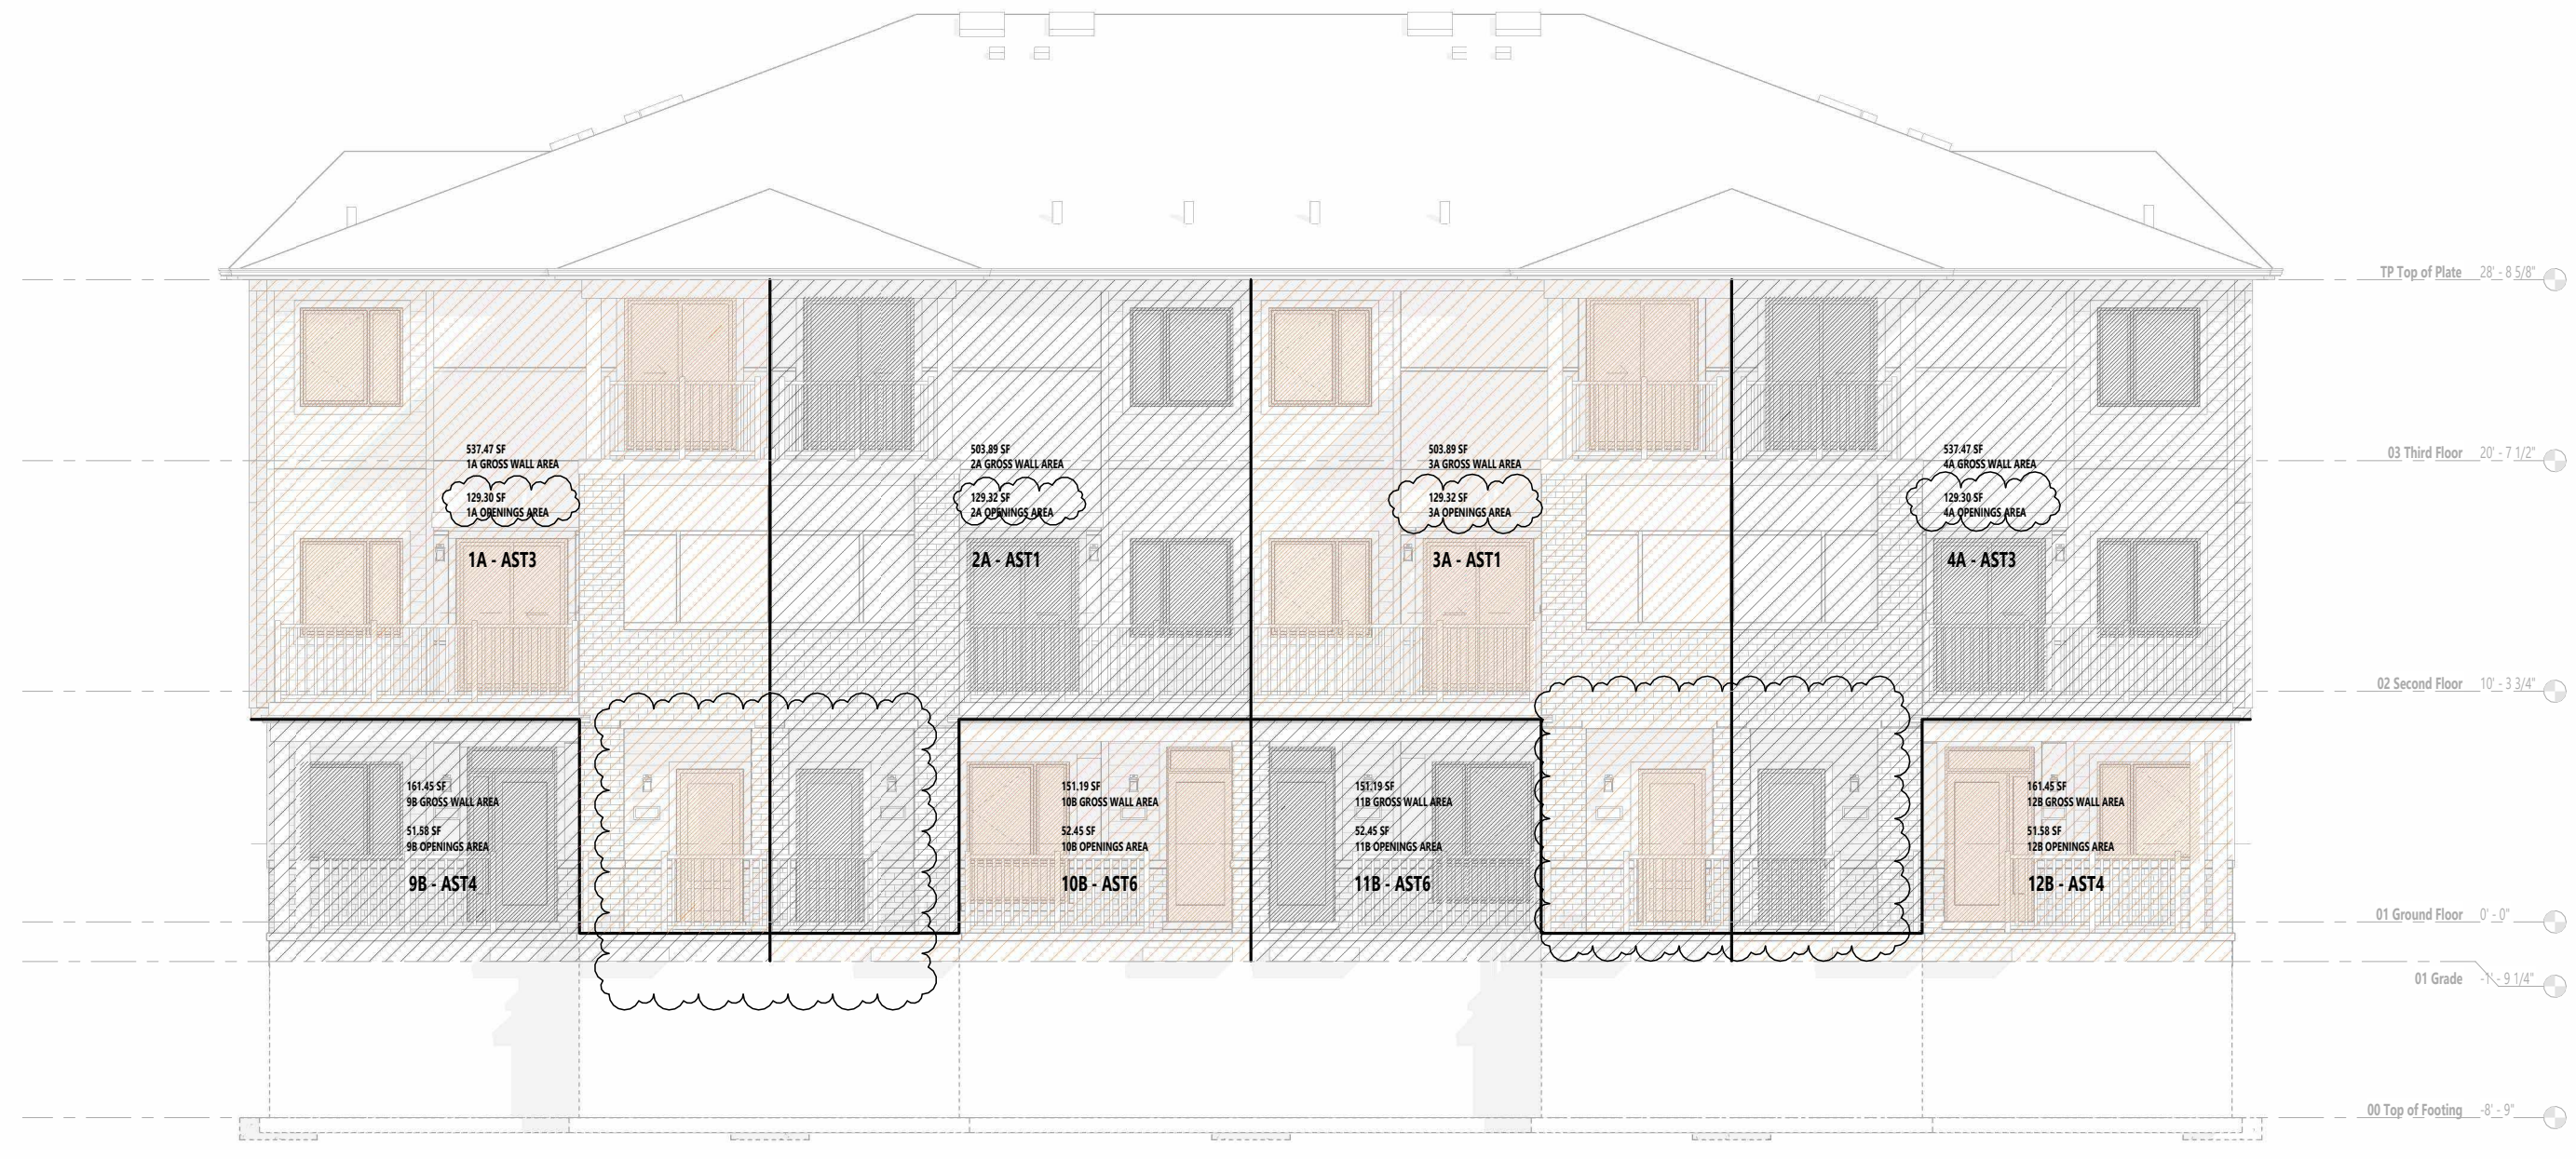 TP Top of Plate 28' - 8 5/8"
537.47 SF
1A GROSS WALL AREA
503.89 SF
2A GROSS WALL AREA
503.89 SF
3A GROSS WALL AREA
537.47 SF
4A GROSS WALL AREA
03 Third Floor 20' - 7 1/2"
129.30 SF
1A OPENINGS AREA
129.32 SF
2A OPENINGS AREA
129.32 SF
3A OPENINGS AREA
129.30 SF
4A OPENINGS AREA
1A - AST3
2A - AST1
3A - AST1
4A - AST3
02 Second Floor 10' - 3 3/4"
161.45 SF
9B GROSS WALL AREA
151.19 SF
10B GROSS WALL AREA
151.19 SF
11B GROSS WALL AREA
161.45 SF
12B GROSS WALL AREA
51.58 SF
9B OPENINGS AREA
52.45 SF
10B OPENINGS AREA
52.45 SF
11B OPENINGS AREA
51.58 SF
12B OPENINGS AREA
9B - AST4
10B - AST6
11B - AST6
12B - AST4
01 Ground Floor 0' - 0"
01 Grade -1' - 9 1/4"
00 Top of Footing -8' - 9"